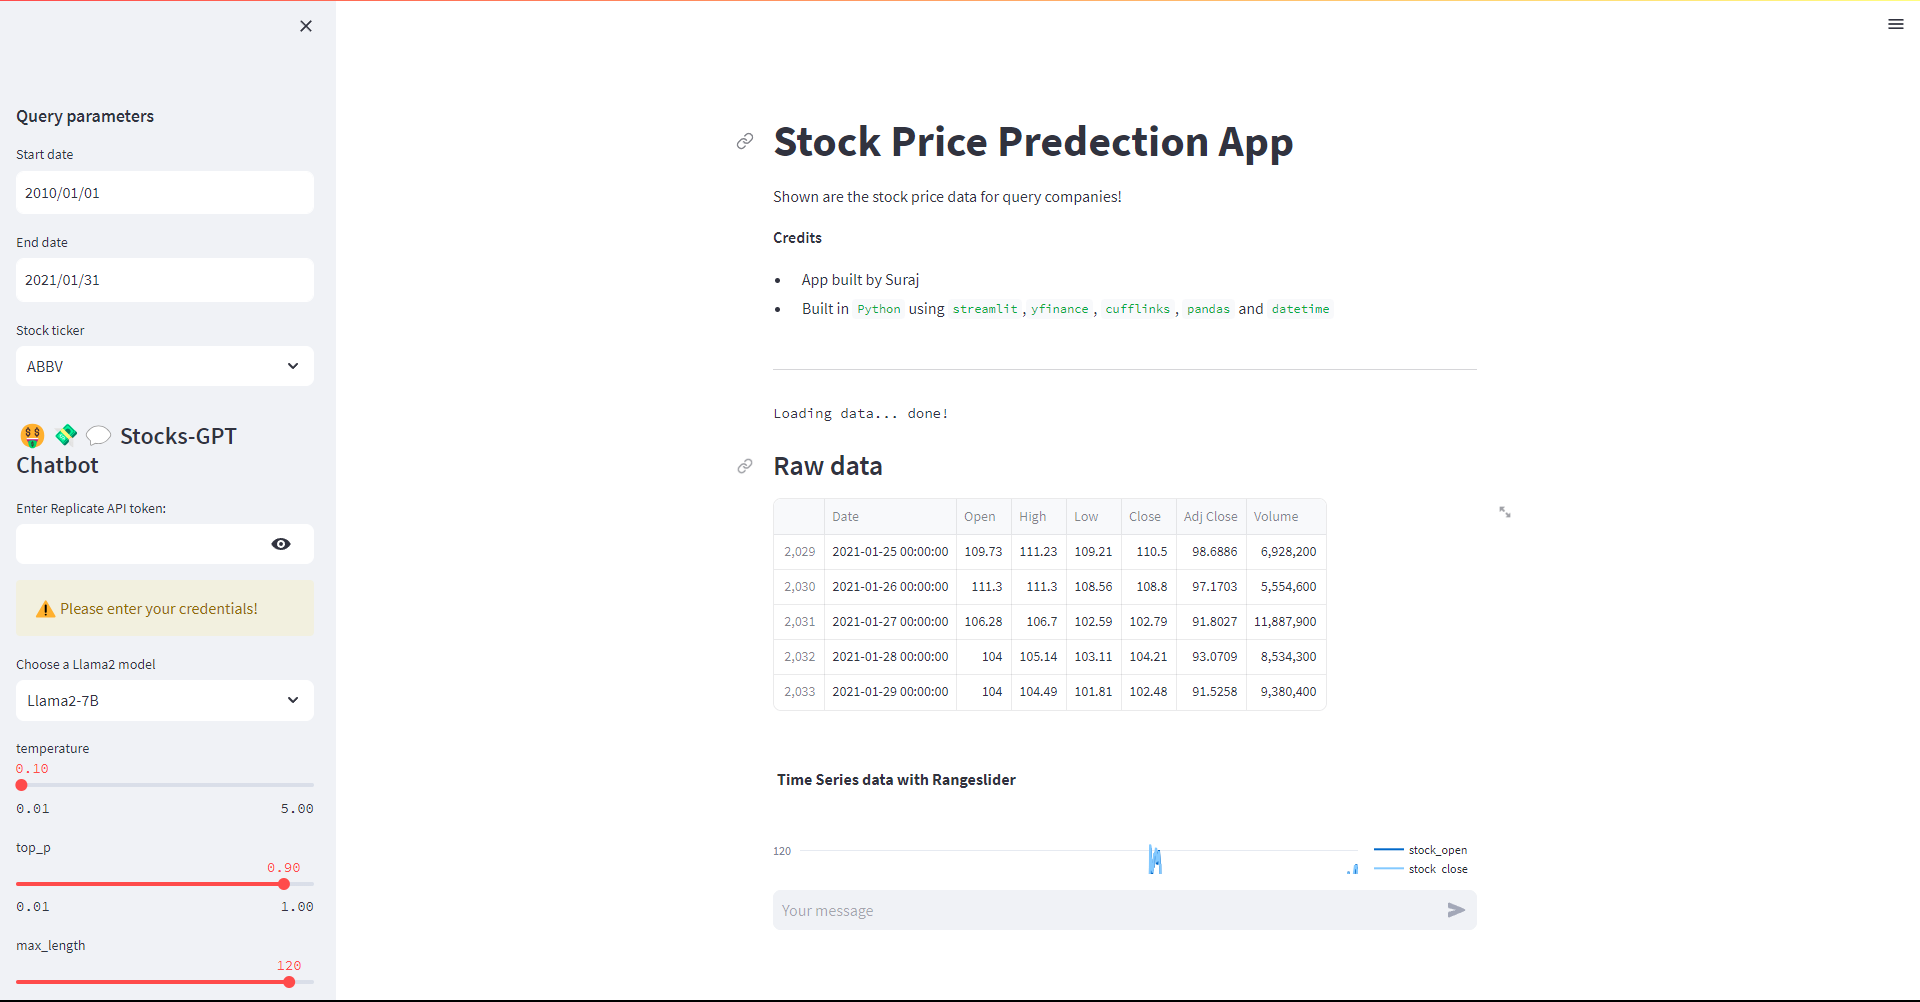 Query parameters
Start date
2010/01/01
End date
2021/01/31
Stock ticker
ABBV
Stocks-GPT
Chatbot
Enter Replicate API token:
Please enter your credentials!
Choose a Llama2 model
Llama2-7B
temperature
0.10
0.01 5.00
top_p
0.90
0.01 1.00
max_length
120
Stock Price Predection App
Shown are the stock price data for query companies!
Credits
• App built by Suraj
• Built in Python using streamlit , yfinance , cufflinks , pandas and datetime
Loading data... done!
Raw data
Date Open High Low Close Adj Close Volume
2,029 2021-01-25 00:00:00 109.73 111.23 109.21 110.5 98.6886 6,928,200
2,030 2021-01-26 00:00:00 111.3 111.3 108.56 108.8 97.1703 5,554,600
2,031 2021-01-27 00:00:00 106.28 106.7 102.59 102.79 91.8027 11,887,900
2,032 2021-01-28 00:00:00 104 105.14 103.11 104.21 93.0709 8,534,300
2,033 2021-01-29 00:00:00 104 104.49 101.81 102.48 91.5258 9,380,400
Time Series data with Rangeslider
120
stock_open
stock_close
Your message